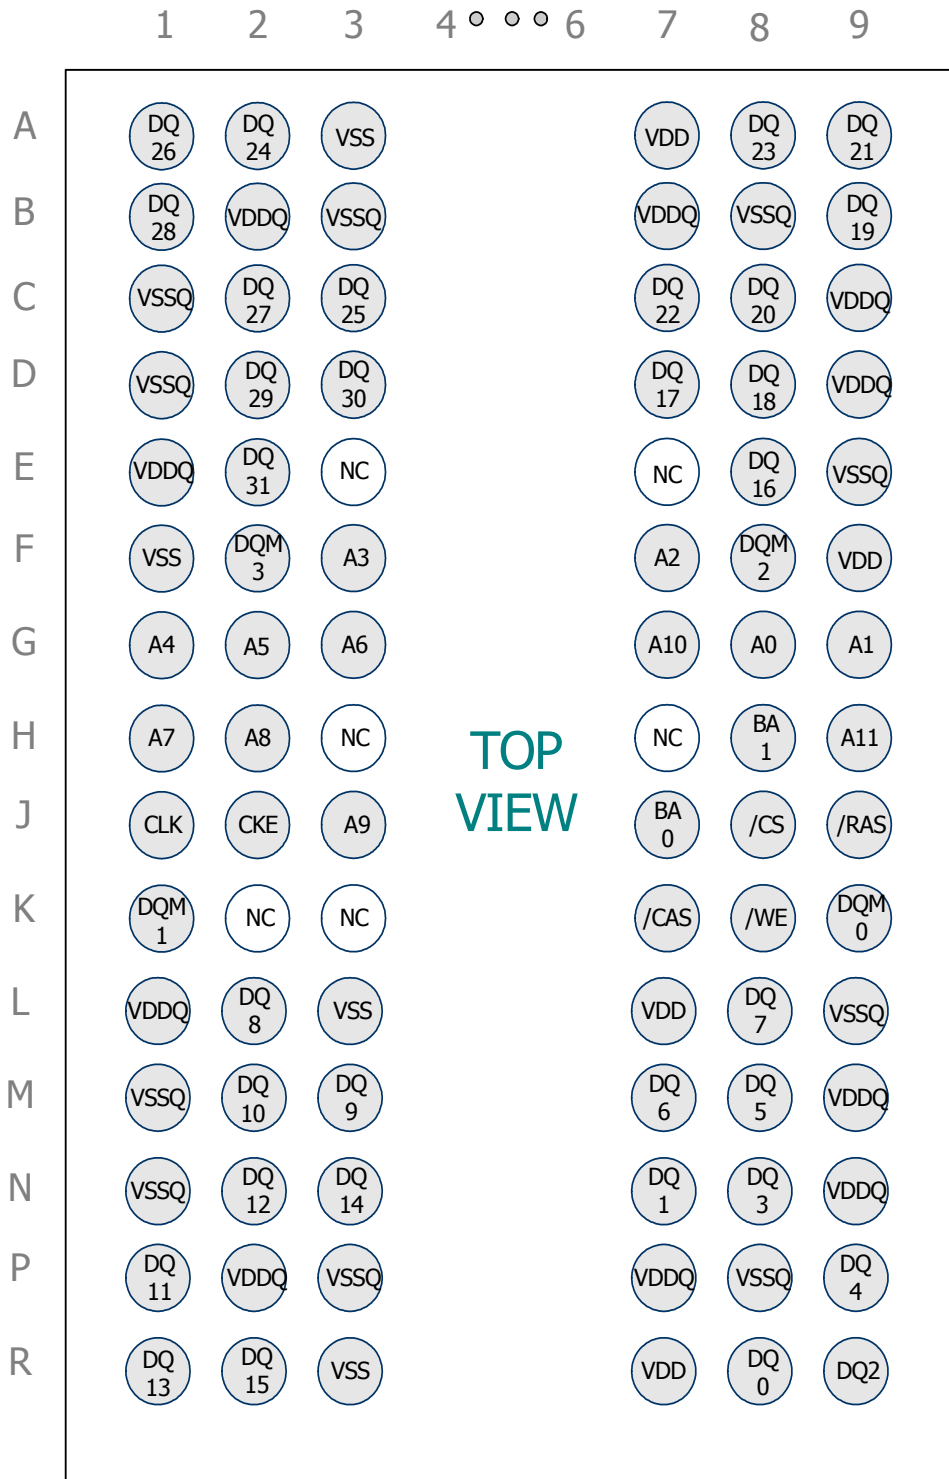 1 2 3 4 6 7 8 9
A DQ 26 DQ 24 VSS VDD DQ 23 DQ 21
B DQ 28 VDDQ VSSQ VDDQ VSSQ DQ 19
C VSSQ DQ 27 DQ 25 DQ 22 DQ 20 VDDQ
D VSSQ DQ 29 DQ 30 DQ 17 DQ 18 VDDQ
E VDDQ DQ 31 NC NC DQ 16 VSSQ
F VSS DQM 3 A3 A2 DQM 2 VDD
G A4 A5 A6 A10 A0 A1
H A7 A8 NC TOP NC BA 1 A11
J CLK CKE A9 VIEW BA 0 /CS /RAS
K DQM 1 NC NC /CAS /WE DQM 0
L VDDQ DQ 8 VSS VDD DQ 7 VSSQ
M VSSQ DQ 10 DQ 9 DQ 6 DQ 5 VDDQ
N VSSQ DQ 12 DQ 14 DQ 1 DQ 3 VDDQ
P DQ 11 VDDQ VSSQ VDDQ VSSQ DQ 4
R DQ 13 DQ 15 VSS VDD DQ 0 DQ2